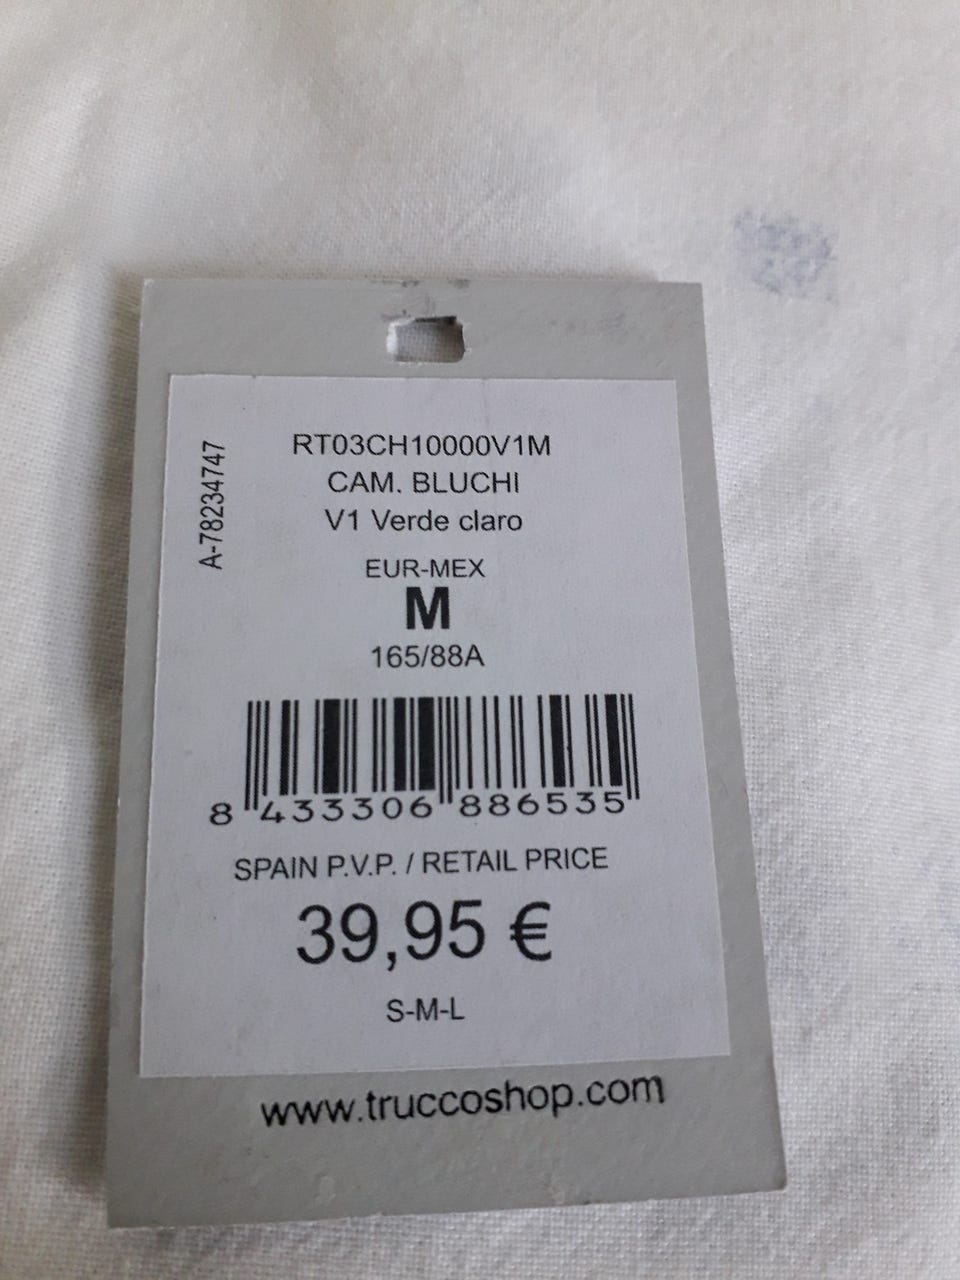 A-78234747
RT03CH10000V1M
CAM. BLUCHI
V1 Verde claro
EUR-MEX
M
165/88A
8 433306 886535
SPAIN P.V.P. / RETAIL PRICE
39,95 €
S-M-L
www.truccoshop.com